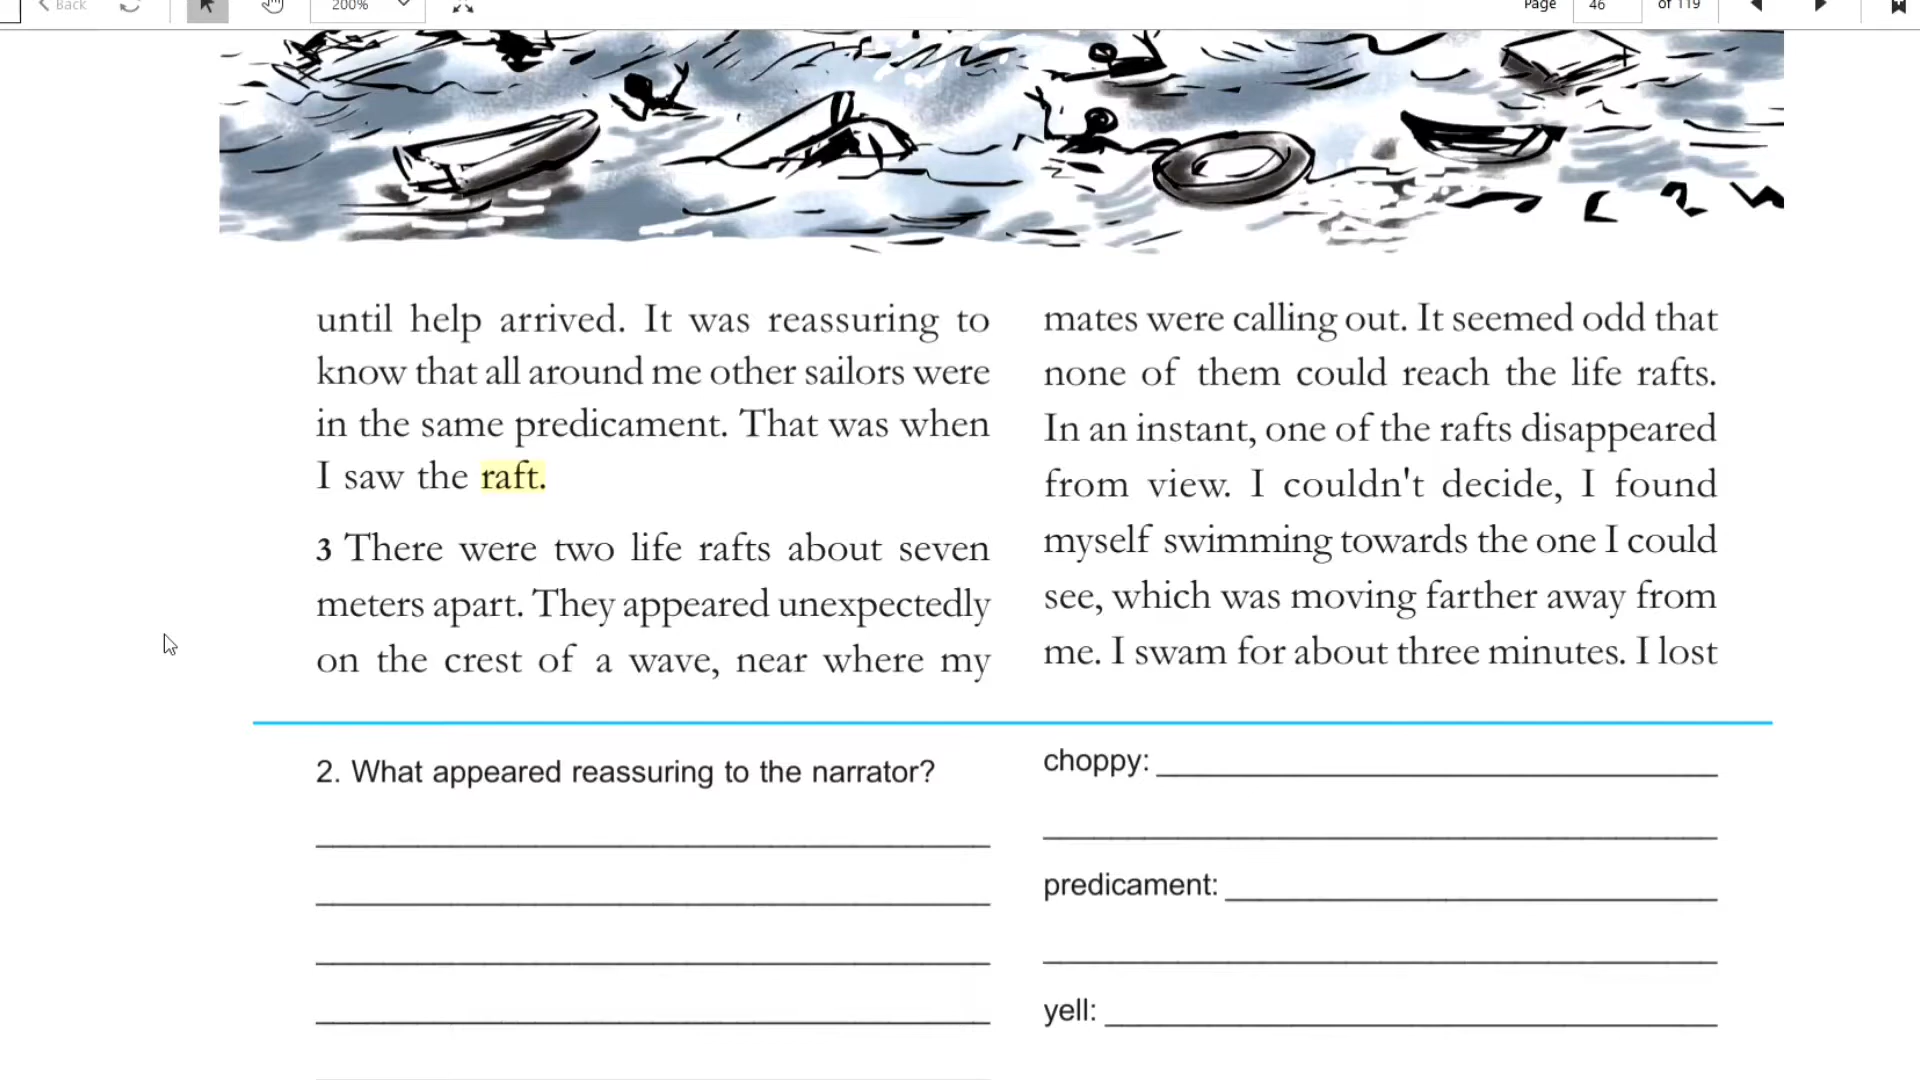 Back
200%
Page 46 of 119
until help arrived. It was reassuring to
know that all around me other sailors were
in the same predicament. That was when
I saw the raft.
3 There were two life rafts about seven
meters apart. They appeared unexpectedly
on the crest of a wave, near where my
mates were calling out. It seemed odd that
none of them could reach the life rafts.
In an instant, one of the rafts disappeared
from view. I couldn't decide, I found
myself swimming towards the one I could
see, which was moving farther away from
me. I swam for about three minutes. I lost
2. What appeared reassuring to the narrator?
choppy:
predicament:
yell: